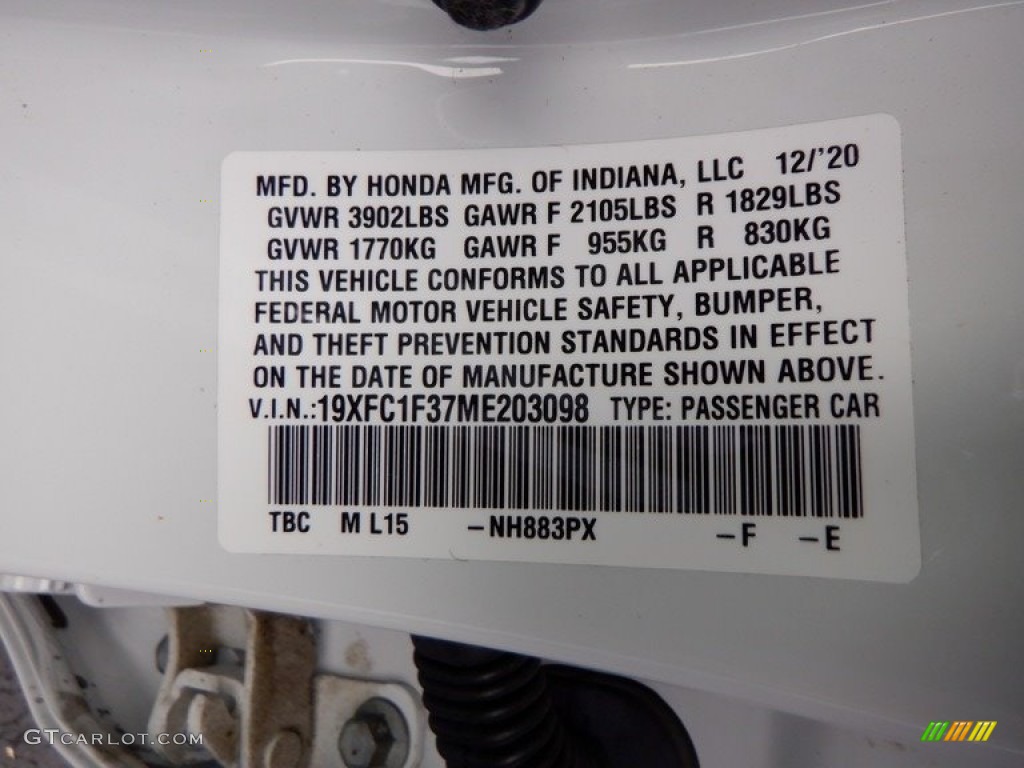 MFD. BY HONDA MFG. OF INDIANA, LLC 12/'20
GVWR 3902LBS GAWR F 2105LBS R 1829LBS
GVWR 1770KG GAWR F 955KG R 830KG
THIS VEHICLE CONFORMS TO ALL APPLICABLE
FEDERAL MOTOR VEHICLE SAFETY, BUMPER,
AND THEFT PREVENTION STANDARDS IN EFFECT
ON THE DATE OF MANUFACTURE SHOWN ABOVE.
V.I.N.:19XFC1F37ME203098 TYPE: PASSENGER CAR
TBC M L15 -NH883PX -F -E
GTCARLOT.COM